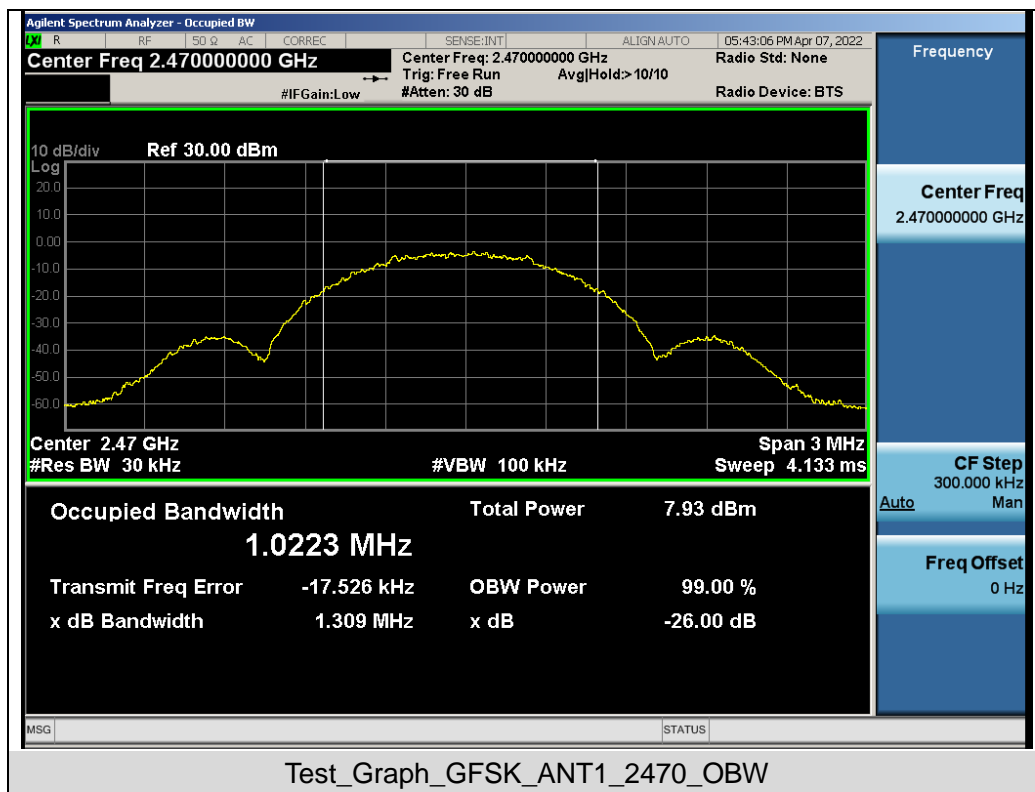 Agilent Spectrum Analyzer - Occupied BW
LXI R RF 50 Ω AC CORREC SENSE:INT ALIGN AUTO 05:43:06 PM Apr 07, 2022
Center Freq 2.470000000 GHz
Center Freq: 2.470000000 GHz
Radio Std: None
Trig: Free Run Avg|Hold:> 10/10
#IFGain:Low
#Atten: 30 dB
Radio Device: BTS
10 dB/div Ref 30.00 dBm
Log
20.0
10.0
0.00
-10.0
-20.0
-30.0
-40.0
-50.0
-60.0
Center 2.47 GHz
Span 3 MHz
#Res BW 30 kHz
#VBW 100 kHz
Sweep 4.133 ms
Occupied Bandwidth
Total Power 7.93 dBm
1.0223 MHz
Transmit Freq Error -17.526 kHz
OBW Power 99.00 %
x dB Bandwidth 1.309 MHz
x dB -26.00 dB
MSG
STATUS
Frequency
Center Freq
2.470000000 GHz
CF Step
300.000 kHz
Auto Man
Freq Offset
0 Hz
Test_Graph_GFSK_ANT1_2470_OBW